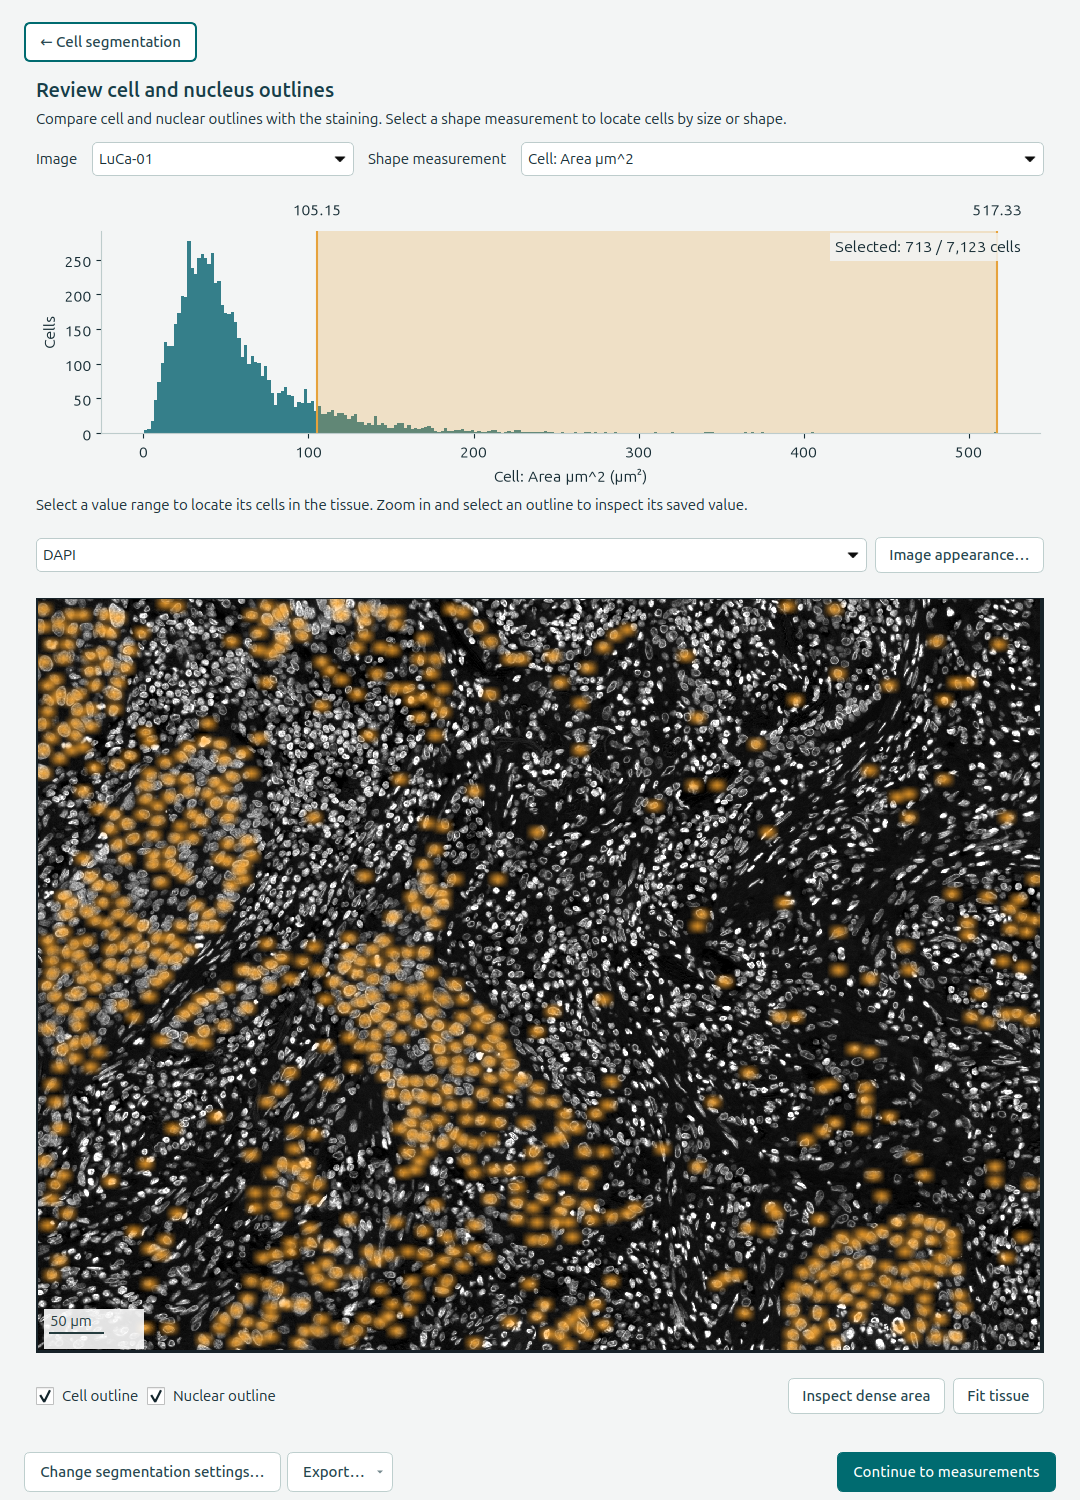 ← Cell segmentation
Review cell and nucleus outlines
Compare cell and nuclear outlines with the staining. Select a shape measurement to locate cells by size or shape.
Image LuCa-01 Shape measurement Cell: Area µm^2
105.15 517.33
Selected: 713 / 7,123 cells
250
200
150
100
50
0
Cells
0 100 200 300 400 500
Cell: Area µm^2 (µm²)
Select a value range to locate its cells in the tissue. Zoom in and select an outline to inspect its saved value.
DAPI Image appearance...
50 µm
Cell outline Nuclear outline Inspect dense area Fit tissue
Change segmentation settings... Export... Continue to measurements